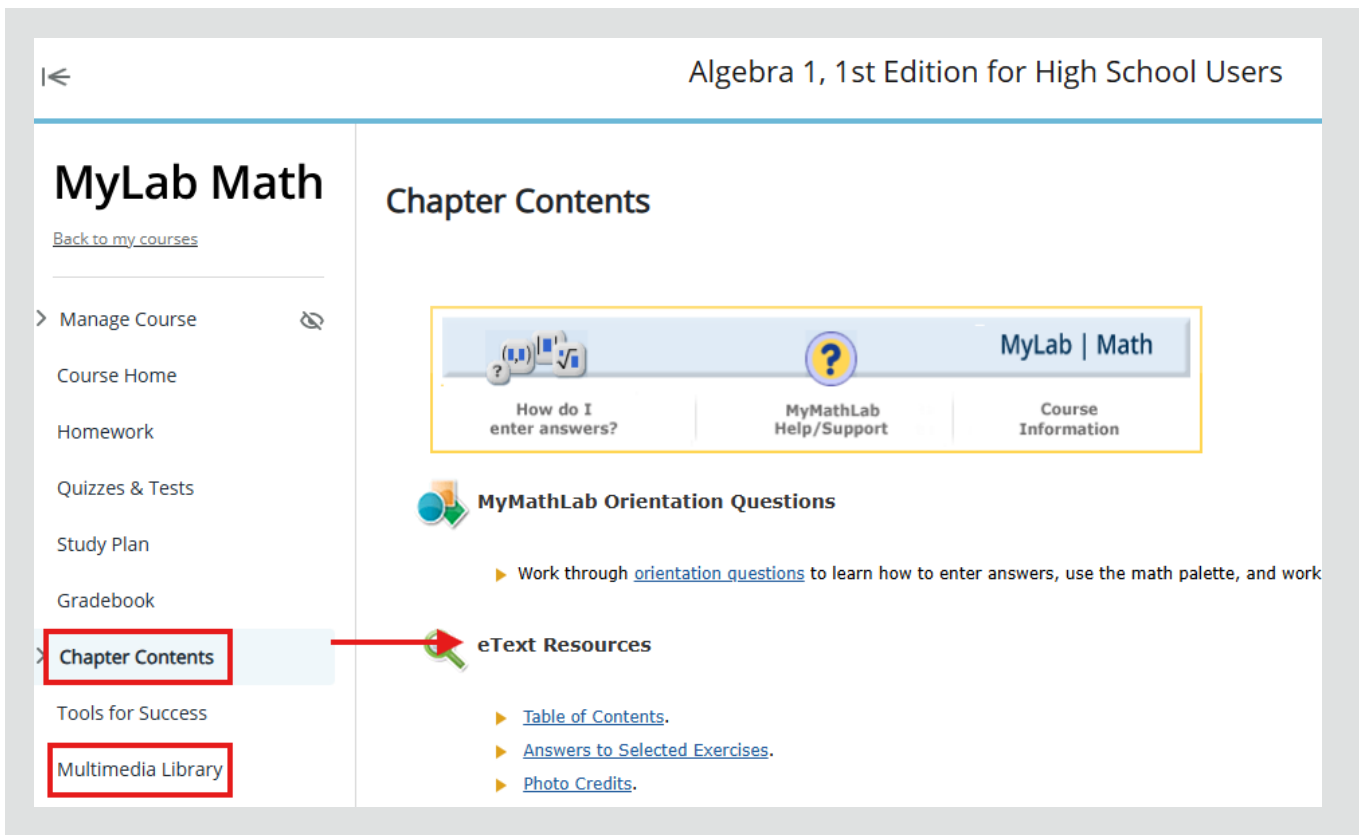 Algebra 1, 1st Edition for High School Users
MyLab Math
Back to my courses
Manage Course
Course Home
Homework
Quizzes & Tests
Study Plan
Gradebook
Chapter Contents
Tools for Success
Multimedia Library
Chapter Contents
MyLab | Math
How do I
enter answers?
MyMathLab
Help/Support
Course
Information
MyMathLab Orientation Questions
Work through orientation questions to learn how to enter answers, use the math palette, and work
eText Resources
Table of Contents.
Answers to Selected Exercises.
Photo Credits.